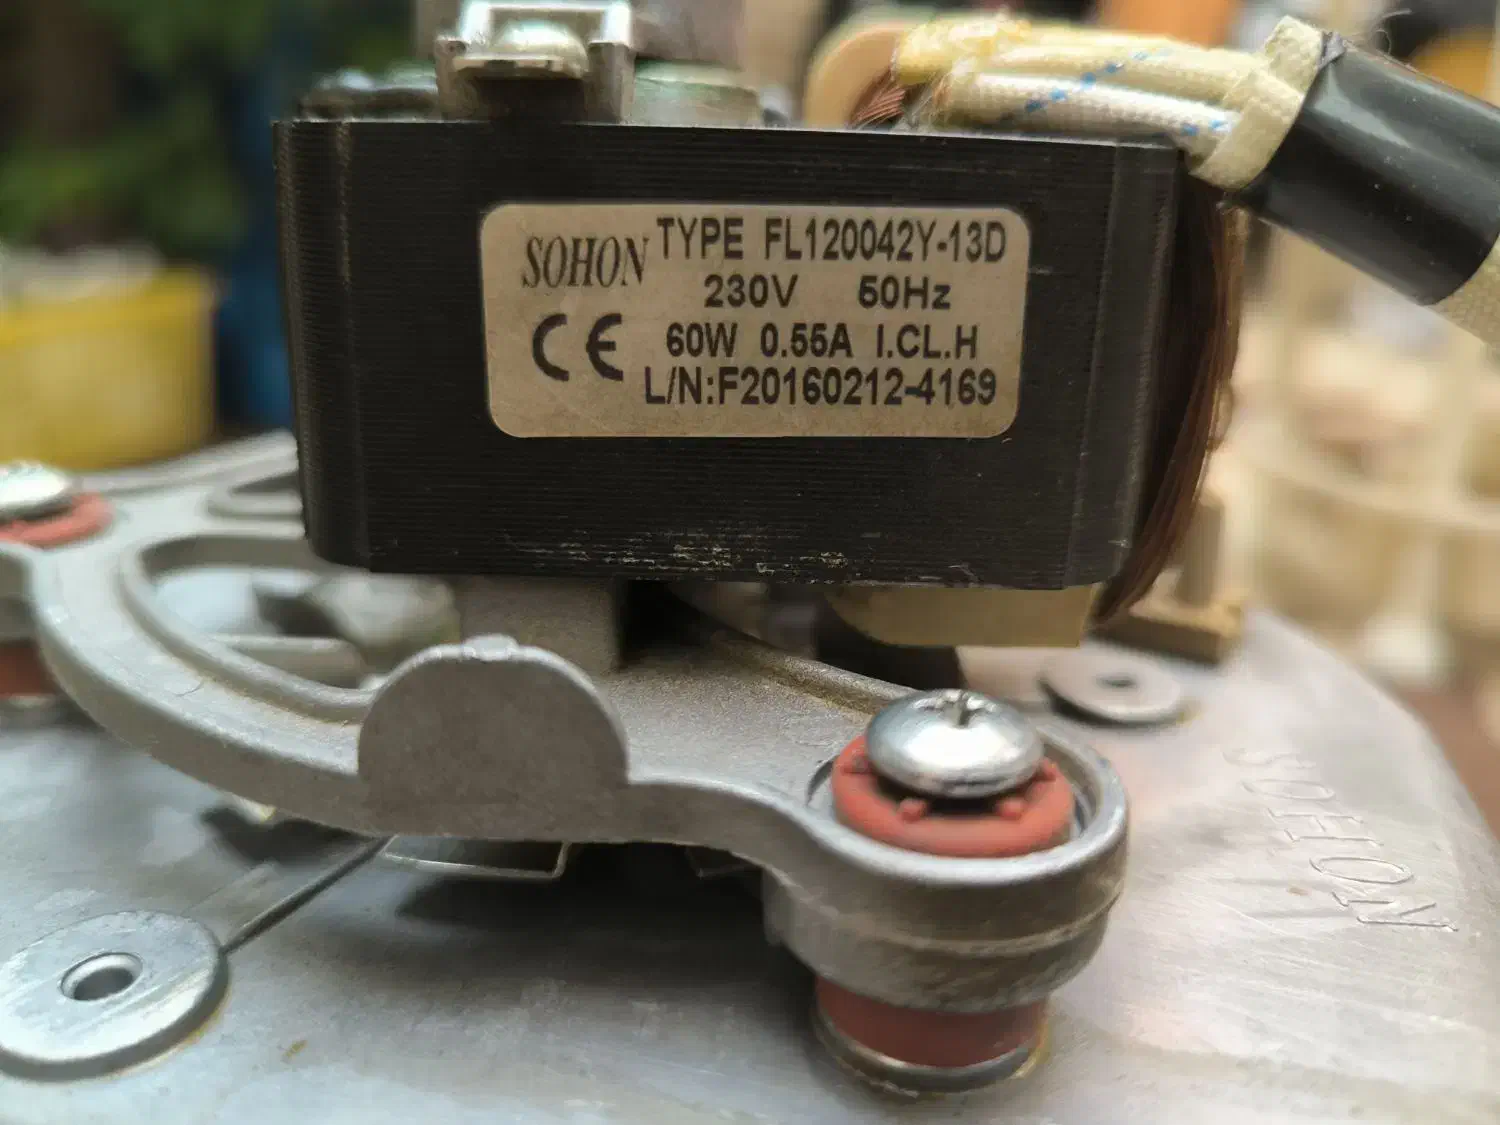 SOHON TYPE FL120042Y-13D
230V 50Hz
CE 60W 0.55A I.CL.H
L/N:F20160212-4169
SOHON